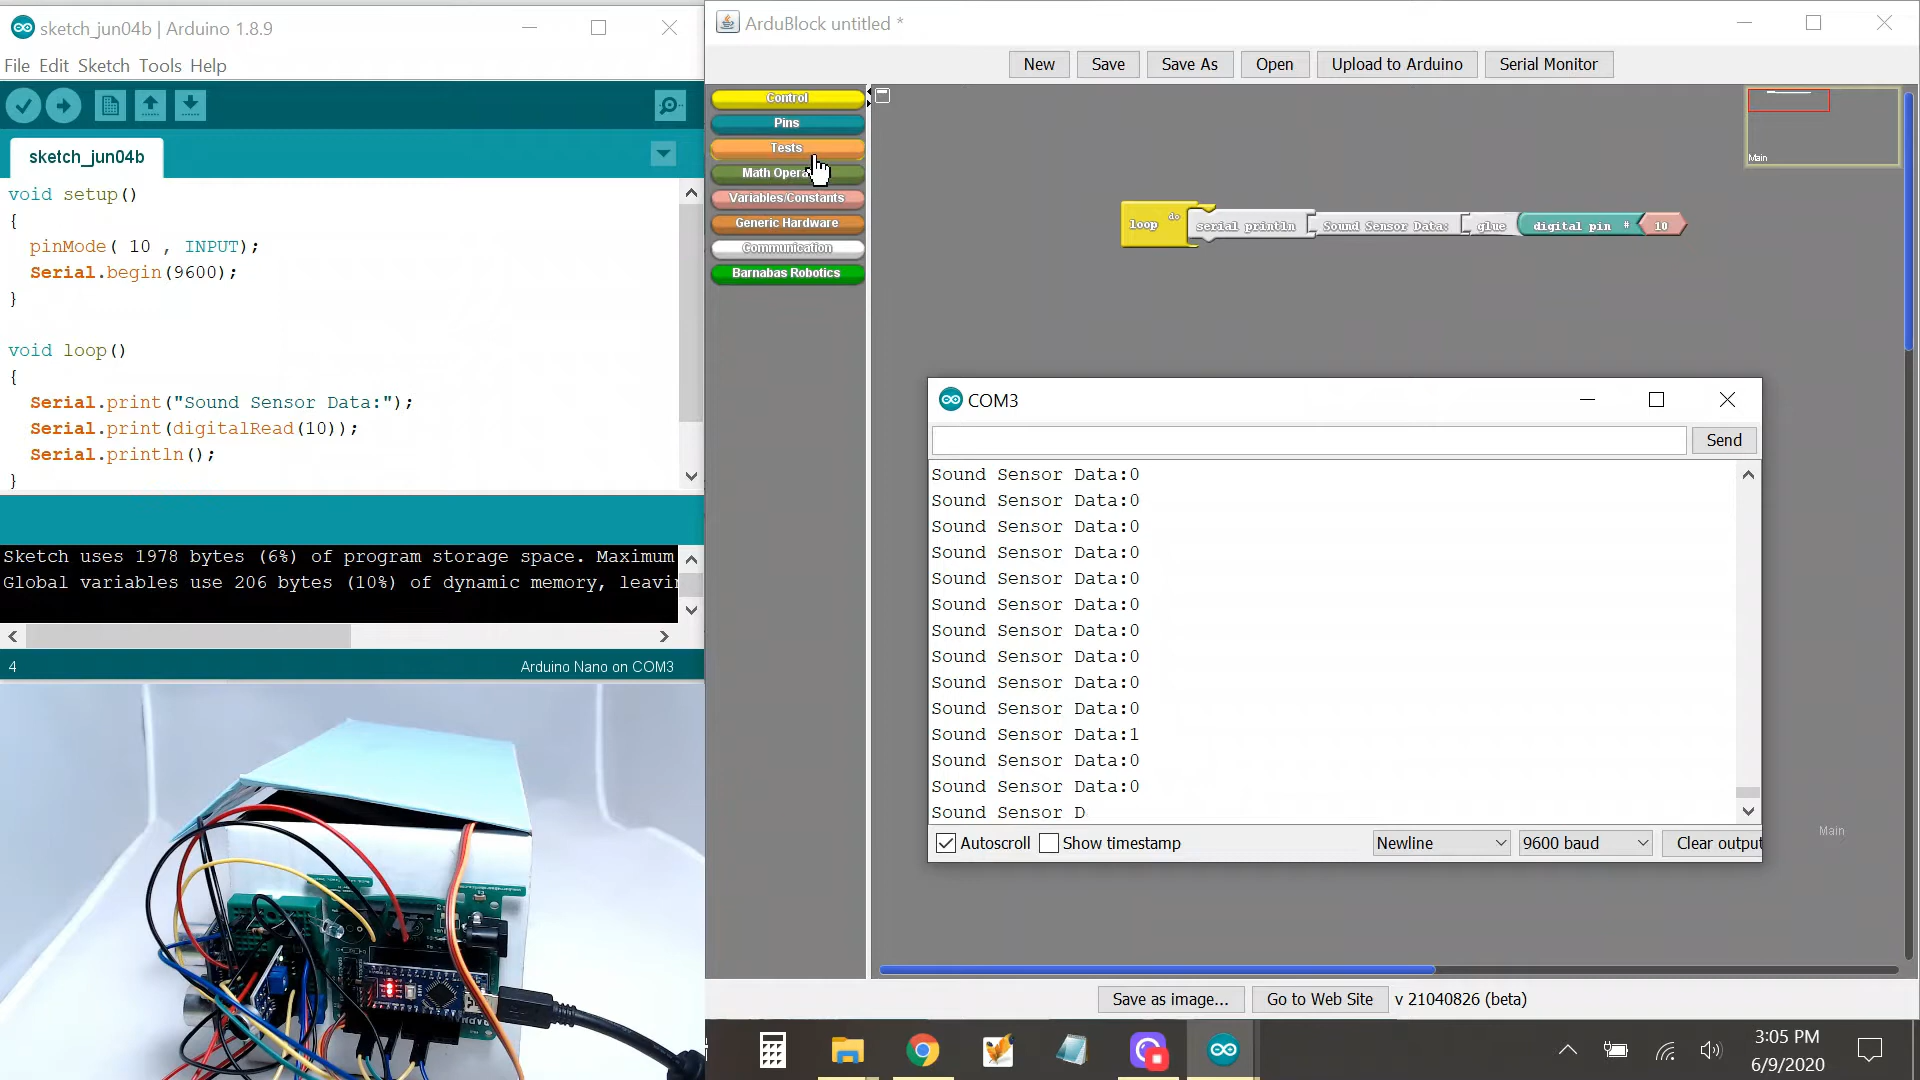 sketch_jun04b | Arduino 1.8.9
File Edit Sketch Tools Help
sketch_jun04b
void setup()
{
pinMode( 10 , INPUT);
Serial.begin(9600);
}
void loop()
{
Serial.print("Sound Sensor Data:");
Serial.print(digitalRead(10));
Serial.println();
}
Sketch uses 1978 bytes (6%) of program storage space. Maximum
Global variables use 206 bytes (10%) of dynamic memory, leavin
4
Arduino Nano on COM3
ArduBlock untitled *
New Save Save As Open Upload to Arduino Serial Monitor
Control
Pins
Tests
Math Opera
Variables/Constants
Generic Hardware
Communication
Barnabas Robotics
Main
loop do serial println Sound Sensor Data: glue digital pin # 10
COM3
Send
Sound Sensor Data:0
Sound Sensor Data:0
Sound Sensor Data:0
Sound Sensor Data:0
Sound Sensor Data:0
Sound Sensor Data:0
Sound Sensor Data:0
Sound Sensor Data:0
Sound Sensor Data:0
Sound Sensor Data:0
Sound Sensor Data:1
Sound Sensor Data:0
Sound Sensor Data:0
Sound Sensor D
Autoscroll Show timestamp Newline 9600 baud Clear output
Main
Save as image... Go to Web Site v 21040826 (beta)
3:05 PM
6/9/2020